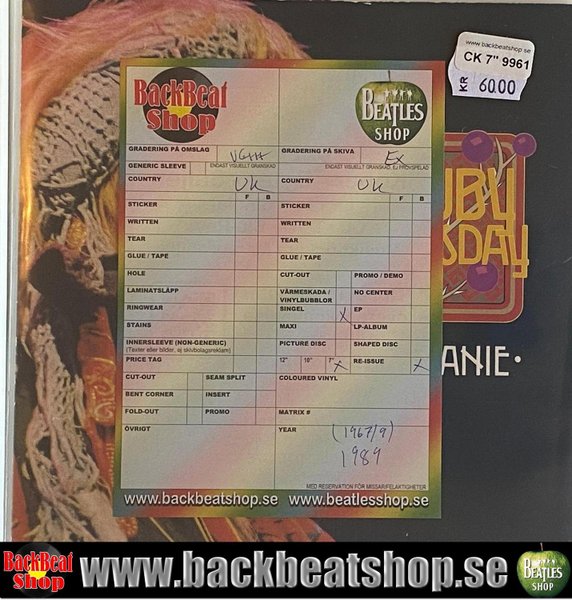 www.backbeatshop.se
CK 7" 9961
KR 60.00
BackBeat
Shop
BEATLES
SHOP
GRADERING PÅ OMSLAG VG++
GRADERING PÅ SKIVA EX
GENERIC SLEEVE ENDAST VISUELLT GRANSKAD
ENDAST VISUELLT GRANSKAD, EJ PROVSPELAD
COUNTRY UK
COUNTRY UK
F B
F B
STICKER
STICKER
WRITTEN
WRITTEN
TEAR
TEAR
GLUE / TAPE
GLUE / TAPE
HOLE
CUT-OUT PROMO / DEMO
LAMINATSLÄPP
VÄRMESKADA /
VINYLBUBBLOR NO CENTER
RINGWEAR
SINGEL X EP
STAINS
MAXI LP-ALBUM
INNERSLEEVE (NON-GENERIC)
(Texter eller bilder, ej skivbolagsreklam)
PICTURE DISC SHAPED DISC
PRICE TAG
12" 10" 7" X RE-ISSUE X
CUT-OUT SEAM SPLIT
COLOURED VINYL
BENT CORNER INSERT
FOLD-OUT PROMO
MATRIX #
ÖVRIGT
YEAR (1967/9)
1989
MED RESERVATION FÖR MISSAR/FELAKTIGHETER
www.backbeatshop.se www.beatlesshop.se
UBY
SDAY
ANIE·
BackBeat
Shop
www.backbeatshop.se
BEATLES
SHOP